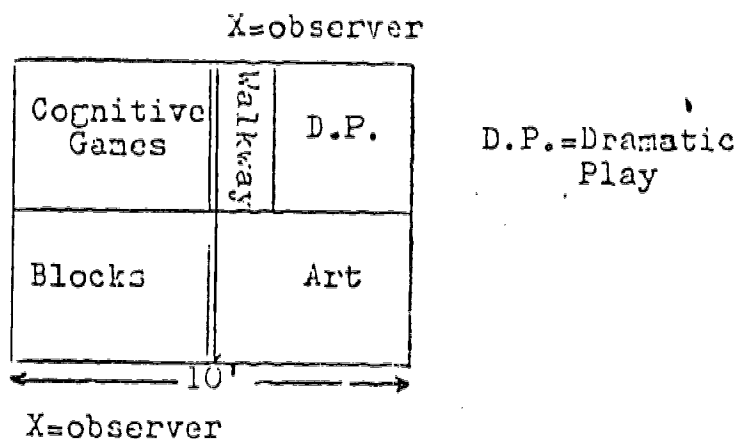 X=observer
Cognitive
Games
Walkway
D.P.
D.P.=Dramatic
Play
Blocks
Art
10'
X=observer